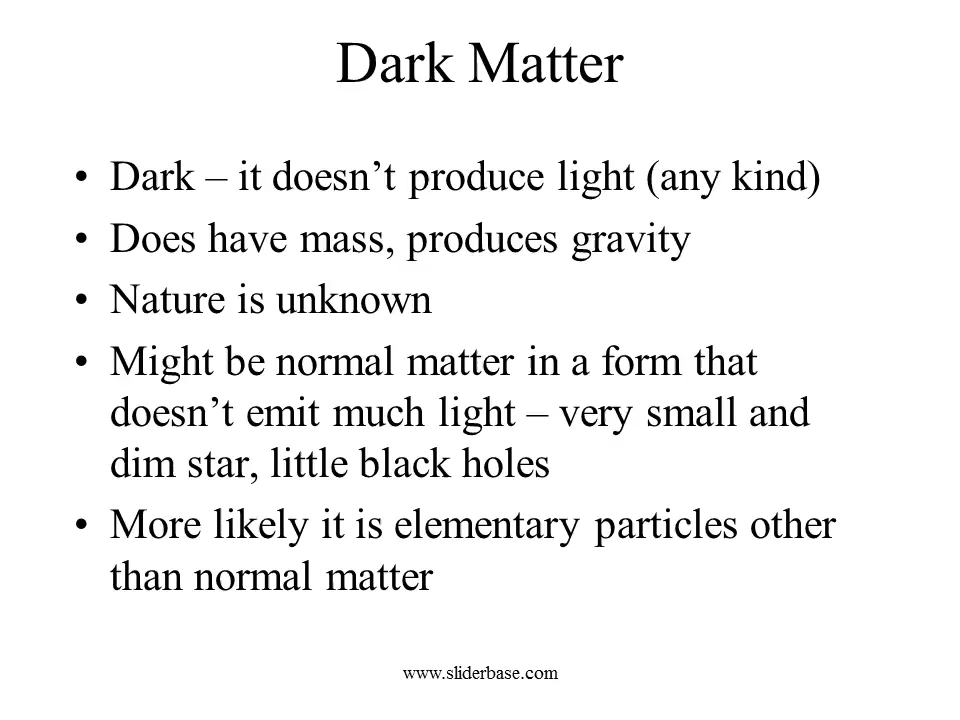 Dark Matter
• Dark – it doesn’t produce light (any kind)
• Does have mass, produces gravity
• Nature is unknown
• Might be normal matter in a form that
doesn’t emit much light – very small and
dim star, little black holes
• More likely it is elementary particles other
than normal matter
www.sliderbase.com